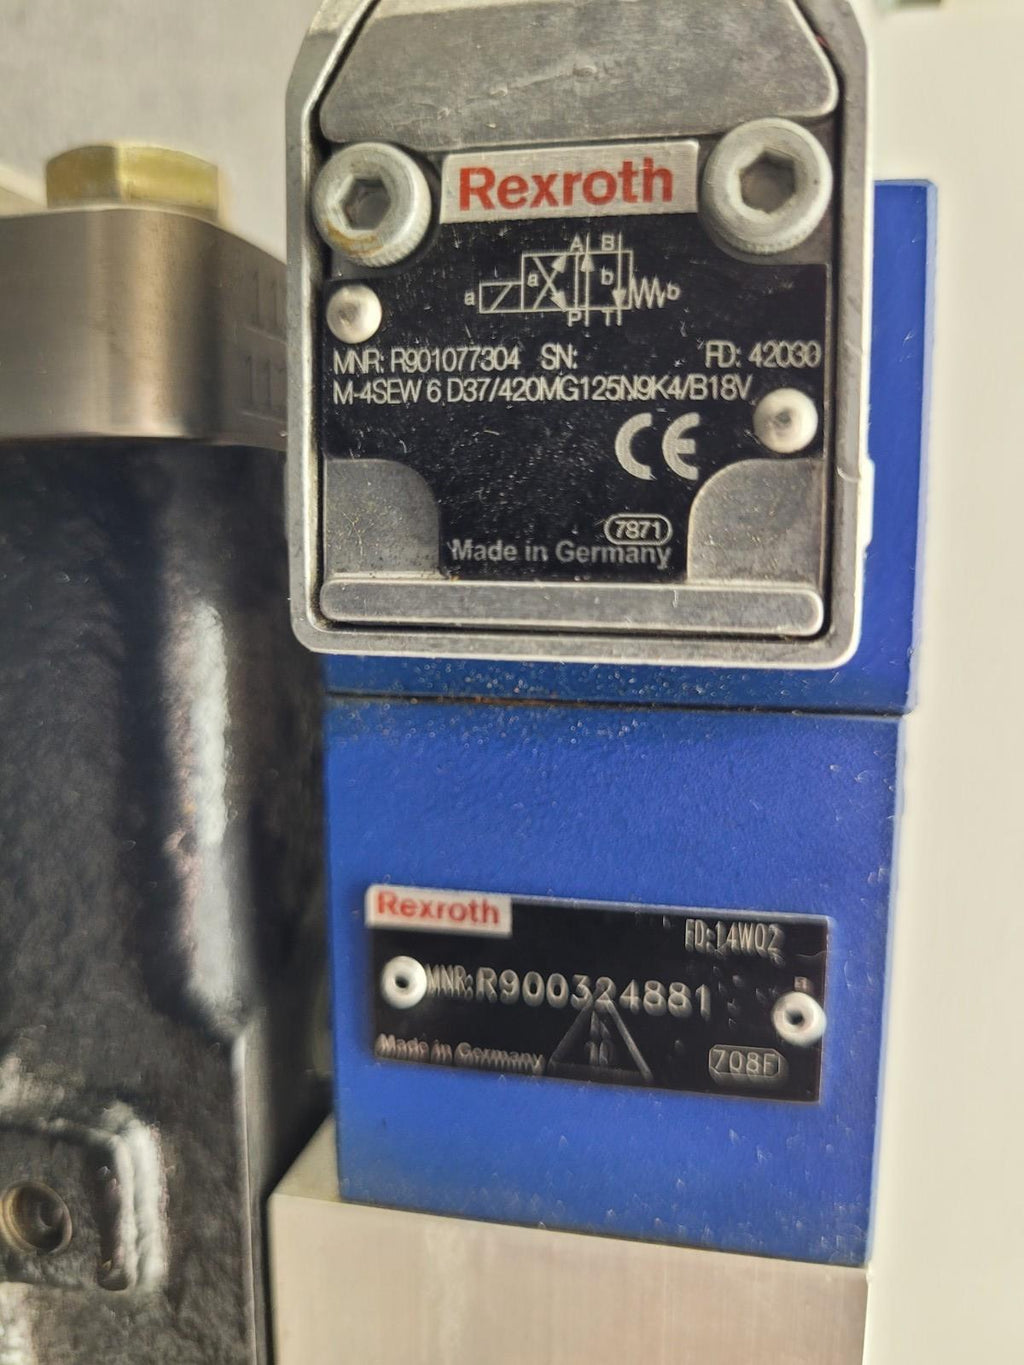 Rexroth
A B
a a b b
P T
MNR: R901077304 SN: FD: 42030
M-4SEW 6 D37/420MG125N9K4/B18V
CE
7871
Made in Germany
Rexroth
FD:14W02
MNR: R900324881
Made in Germany
708F